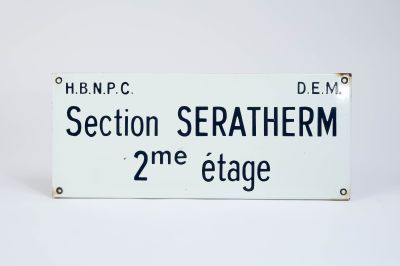 H.B.N.P.C. D.E.M.
Section SERATHERM
2me étage